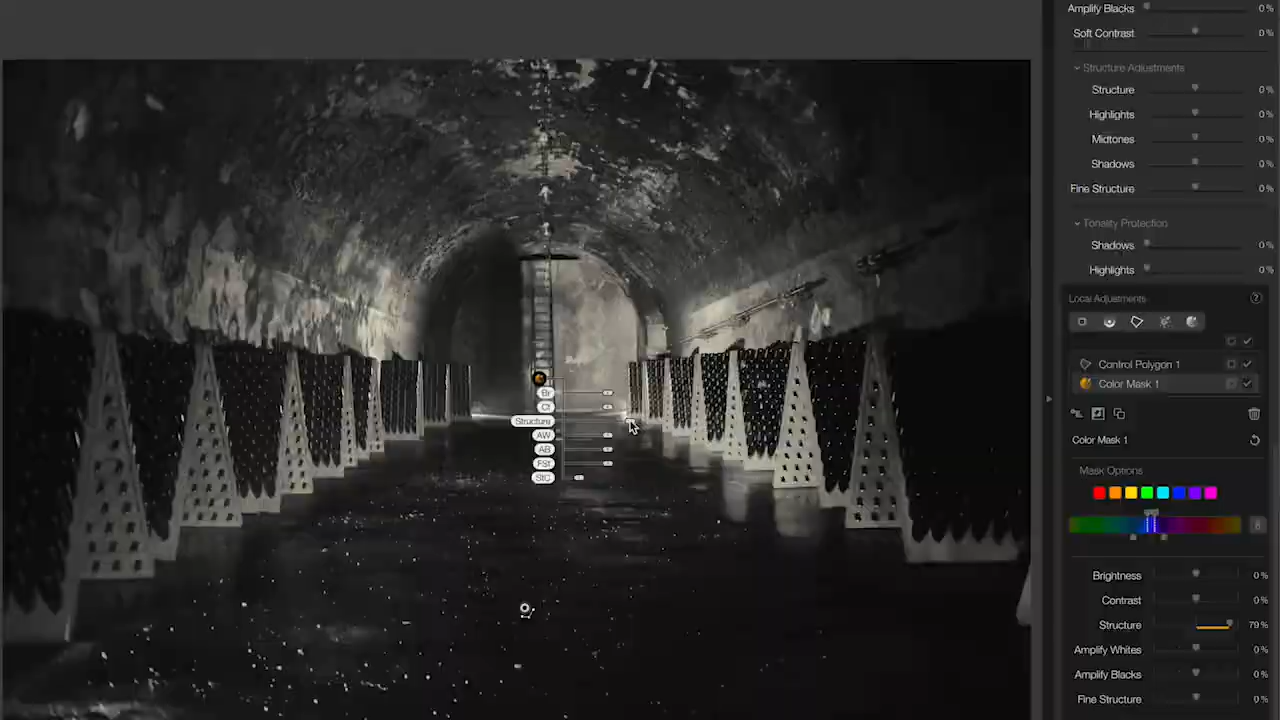 Amplify Blacks 0 %
Soft Contrast 0 %
Structure Adjustments
Structure 0 %
Highlights 0 %
Midtones 0 %
Shadows 0 %
Fine Structure 0 %
Tonality Protection
Shadows 0 %
Highlights 0 %
Local Adjustments ?
Control Polygon 1
Color Mask 1
Color Mask 1
Mask Options
8
Brightness 0 %
Contrast 0 %
Structure 79 %
Amplify Whites 0 %
Amplify Blacks 0 %
Fine Structure 0 %
Br
Ct
Structure
AW
AB
FSt
StC